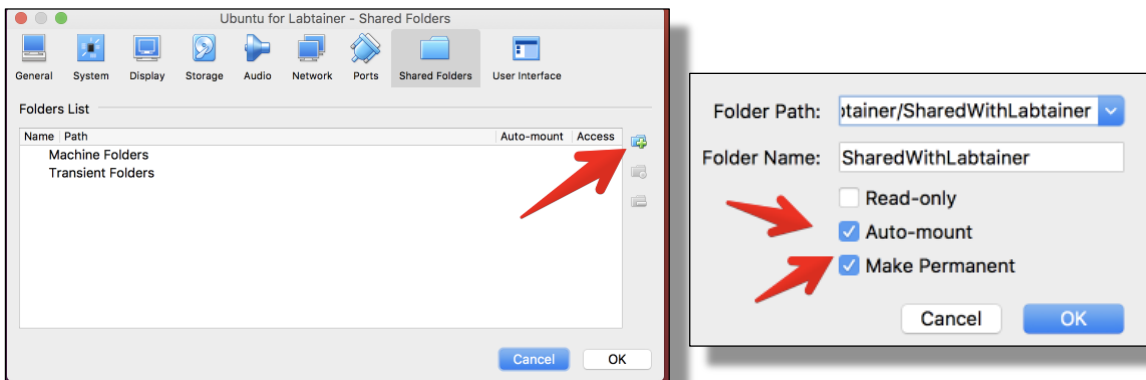 Ubuntu for Labtainer - Shared Folders
General System Display Storage Audio Network Ports Shared Folders User Interface
Folders List
Name Path Auto-mount Access
Machine Folders
Transient Folders
Cancel OK
Folder Path: tainer/SharedWithLabtainer
Folder Name: SharedWithLabtainer
Read-only
Auto-mount
Make Permanent
Cancel OK